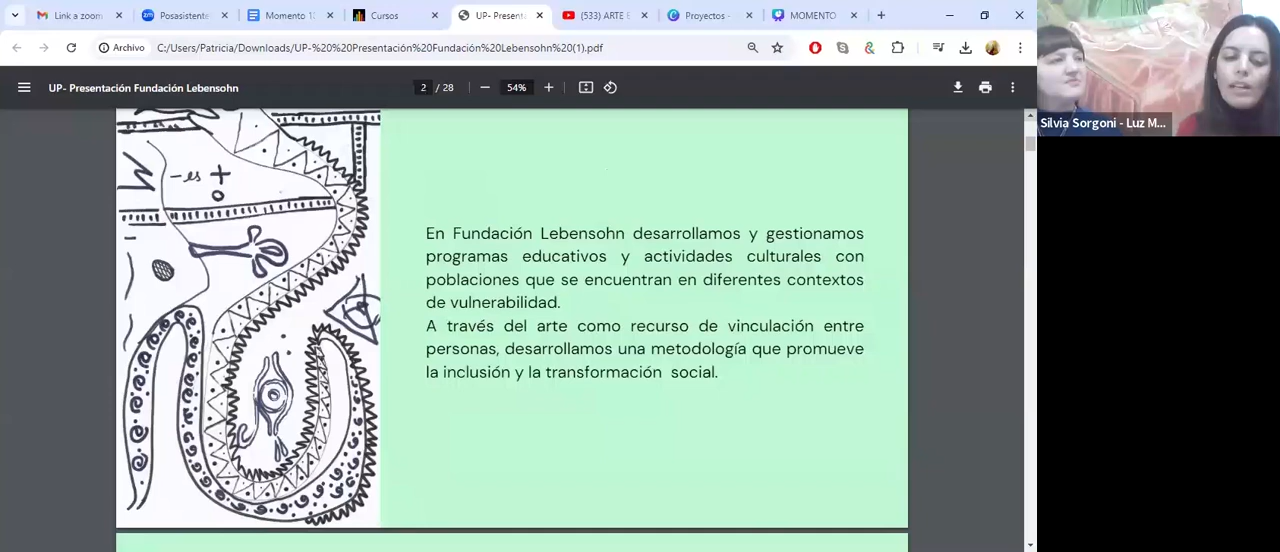 Link a zoom
Posasistente
Momento 1
Cursos
UP- Presenta
(533) ARTE E
Proyectos -
MOMENTO
Archivo
C:/Users/Patricia/Downloads/UP-%20%20Presentación%20Fundación%20Lebensohn%20(1).pdf
UP- Presentación Fundación Lebensohn
2 / 28
54%
Silvia Sorgoni - Luz M...
-es
En Fundación Lebensohn desarrollamos y gestionamos
programas educativos y actividades culturales con
poblaciones que se encuentran en diferentes contextos
de vulnerabilidad.
A través del arte como recurso de vinculación entre
personas, desarrollamos una metodología que promueve
la inclusión y la transformación social.